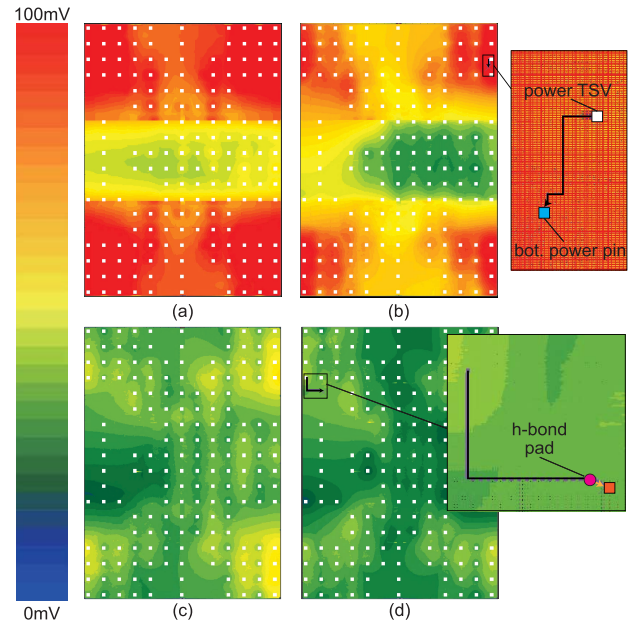 100mV
power TSV
bot. power pin
(a)
(b)
h-bond
pad
0mV
(c)
(d)